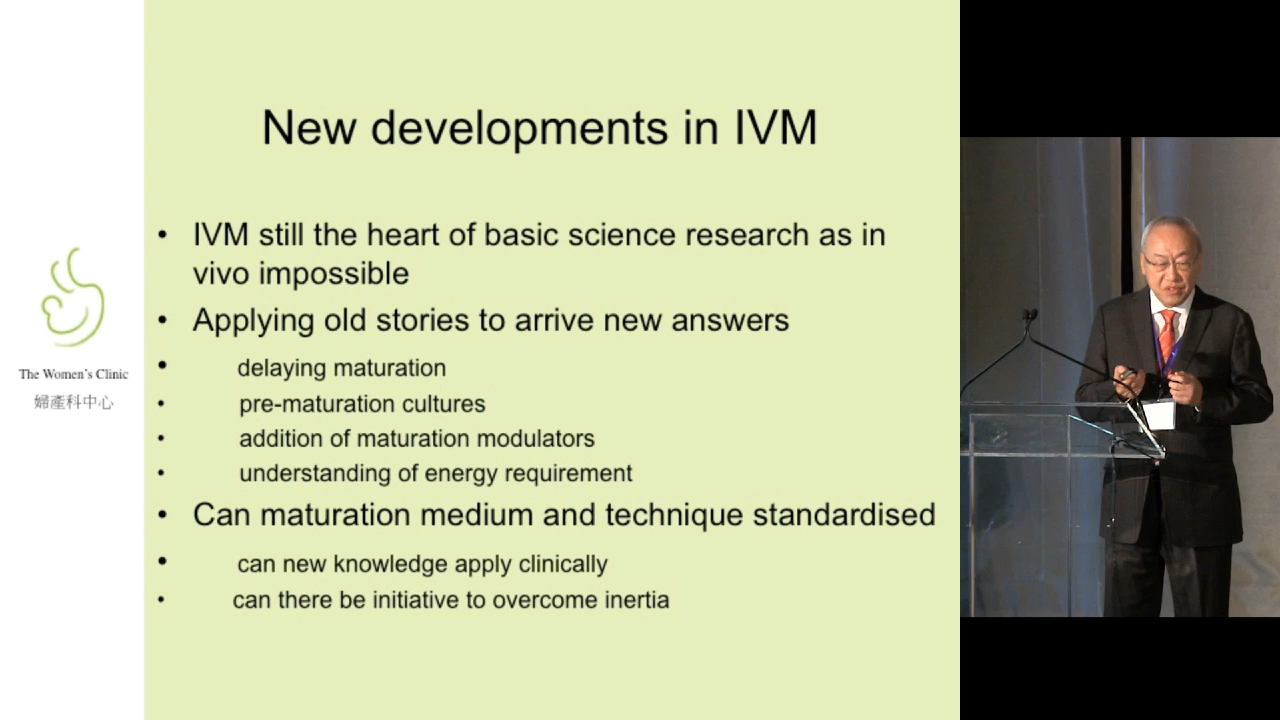 New developments in IVM
• IVM still the heart of basic science research as in
vivo impossible
• Applying old stories to arrive new answers
• delaying maturation
• pre-maturation cultures
• addition of maturation modulators
• understanding of energy requirement
• Can maturation medium and technique standardised
• can new knowledge apply clinically
• can there be initiative to overcome inertia
The Women's Clinic
婦產科中心